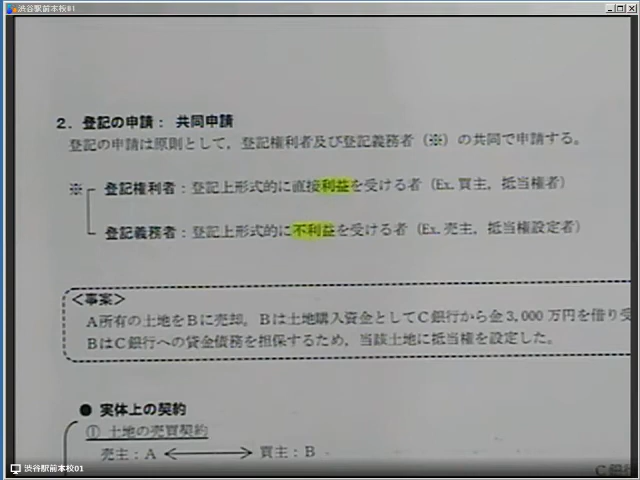 渋谷駅前本校01
2．登記の申請： 共同申請
登記の申請は原則として，登記権利者及び登記義務者（※）の共同で申請する。
※ 登記権利者：登記上形式的に直接利益を受ける者（Ex. 買主，抵当権者）
登記義務者：登記上形式的に不利益を受ける者（Ex. 売主，抵当権設定者）
＜事案＞
A所有の土地をBに売却，Bは土地購入資金としてC銀行から金3,000万円を借り受
BはC銀行への貸金債務を担保するため，当該土地に抵当権を設定した。
● 実体上の契約
① 土地の売買契約
売主：A ←→ 買主：B
C銀行
渋谷駅前本校01